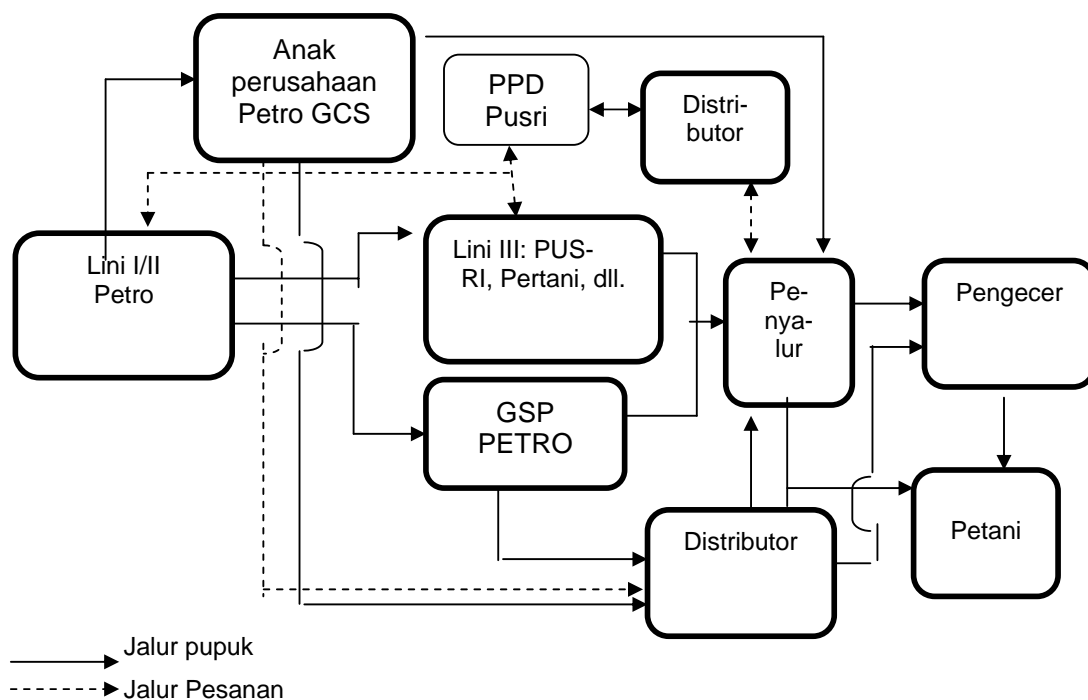 Anak
perusahaan
Petro GCS
PPD
Pusri
Distri-
butor
Lini I/II
Petro
Lini III: PUS-
RI, Pertani, dll.
Pe-
nya-
lur
Pengecer
GSP
PETRO
Distributor
Petani
Jalur pupuk
Jalur Pesanan